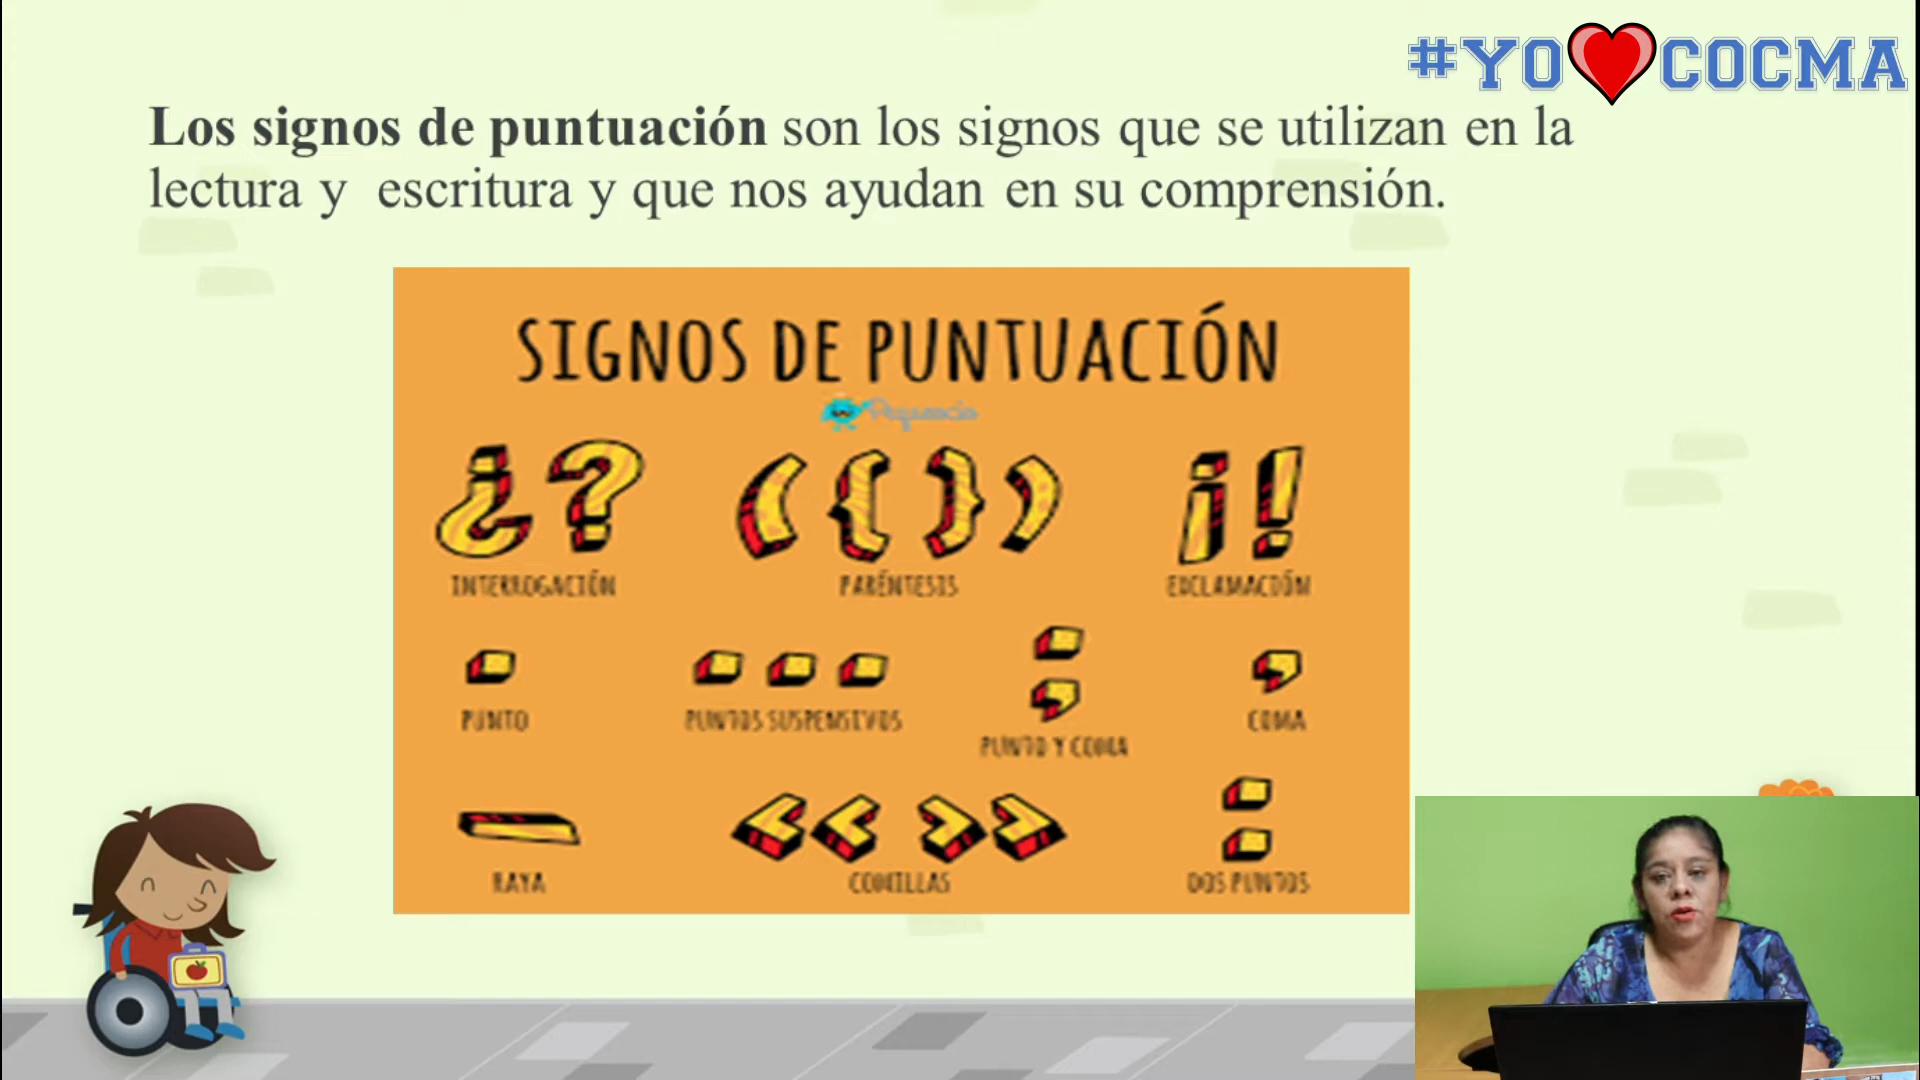 #YO COCMA
Los signos de puntuación son los signos que se utilizan en la
lectura y escritura y que nos ayudan en su comprensión.
SIGNOS DE PUNTUACIÓN
Pequeocio
¿ ? ( { } ) ¡ !
INTERROGACIÓN PARÉNTESIS EXCLAMACIÓN
. . . . ; ,
PUNTO PUNTOS SUSPENSIVOS PUNTO Y COMA COMA
— « » :
RAYA COMILLAS DOS PUNTOS